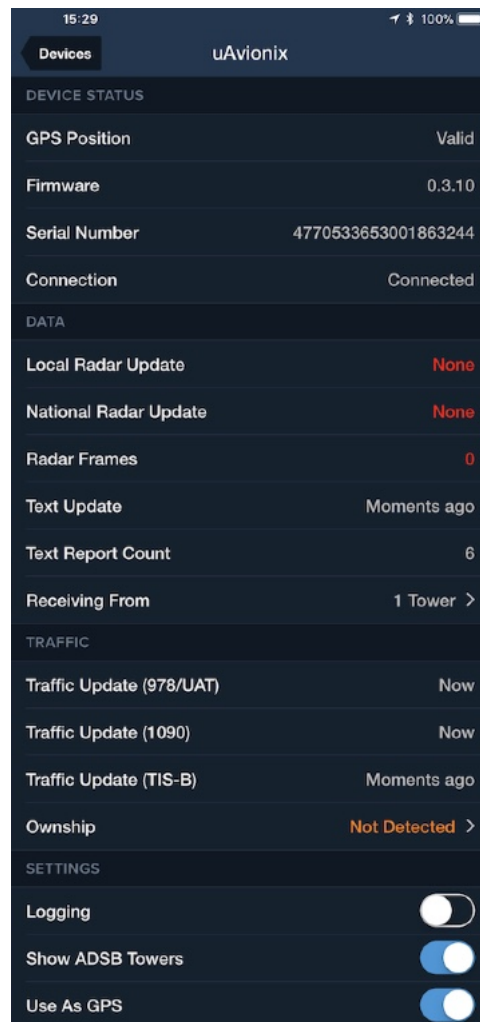 15:29 100%
Devices uAvionix
DEVICE STATUS
GPS Position Valid
Firmware 0.3.10
Serial Number 4770533653001863244
Connection Connected
DATA
Local Radar Update None
National Radar Update None
Radar Frames 0
Text Update Moments ago
Text Report Count 6
Receiving From 1 Tower >
TRAFFIC
Traffic Update (978/UAT) Now
Traffic Update (1090) Now
Traffic Update (TIS-B) Moments ago
Ownship Not Detected >
SETTINGS
Logging
Show ADSB Towers
Use As GPS